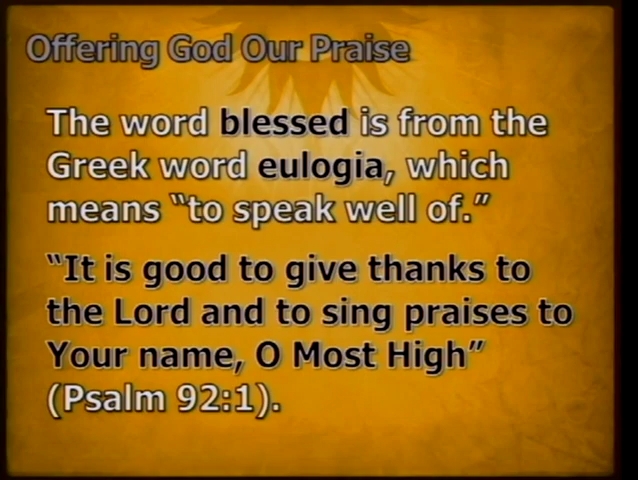 Offering God Our Praise
The word blessed is from the
Greek word eulogia, which
means “to speak well of.”
“It is good to give thanks to
the Lord and to sing praises to
Your name, O Most High”
(Psalm 92:1).